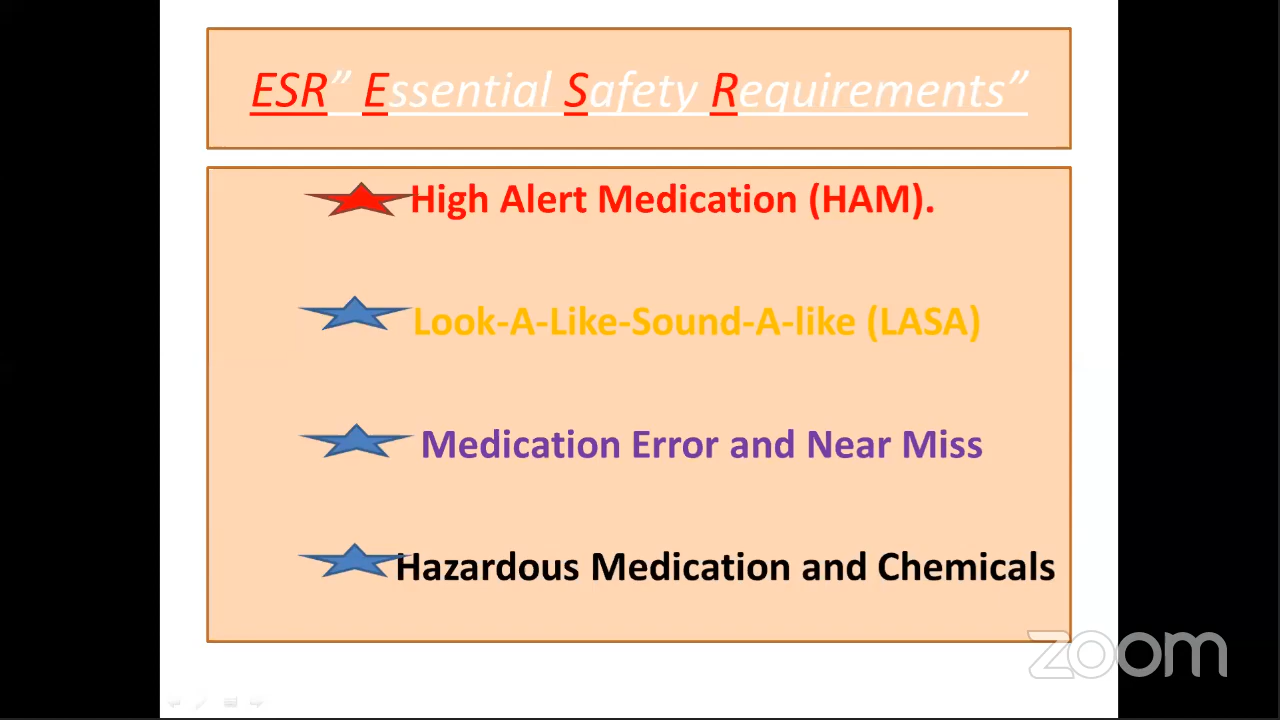 ESR” Essential Safety Requirements”
High Alert Medication (HAM).
Look-A-Like-Sound-A-like (LASA)
Medication Error and Near Miss
Hazardous Medication and Chemicals
zoom